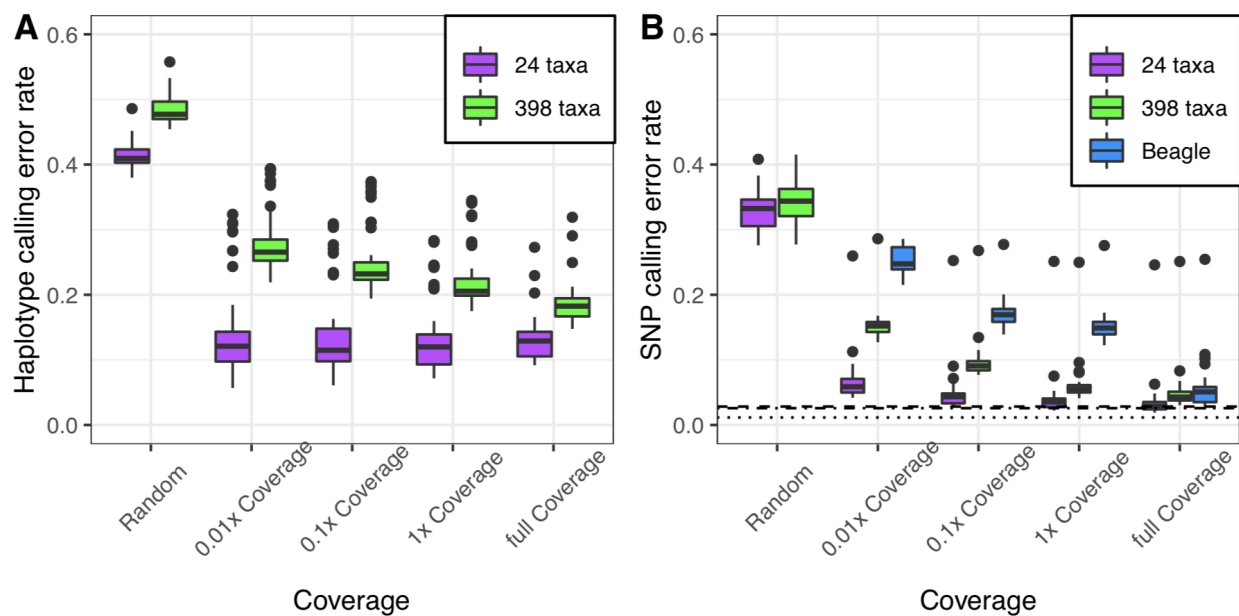 A
Haplotype calling error rate
0.6
0.4
0.2
0.0
24 taxa
398 taxa
Random
0.01x Coverage
0.1x Coverage
1x Coverage
full Coverage
Coverage
B
SNP calling error rate
0.6
0.4
0.2
0.0
24 taxa
398 taxa
Beagle
Random
0.01x Coverage
0.1x Coverage
1x Coverage
full Coverage
Coverage